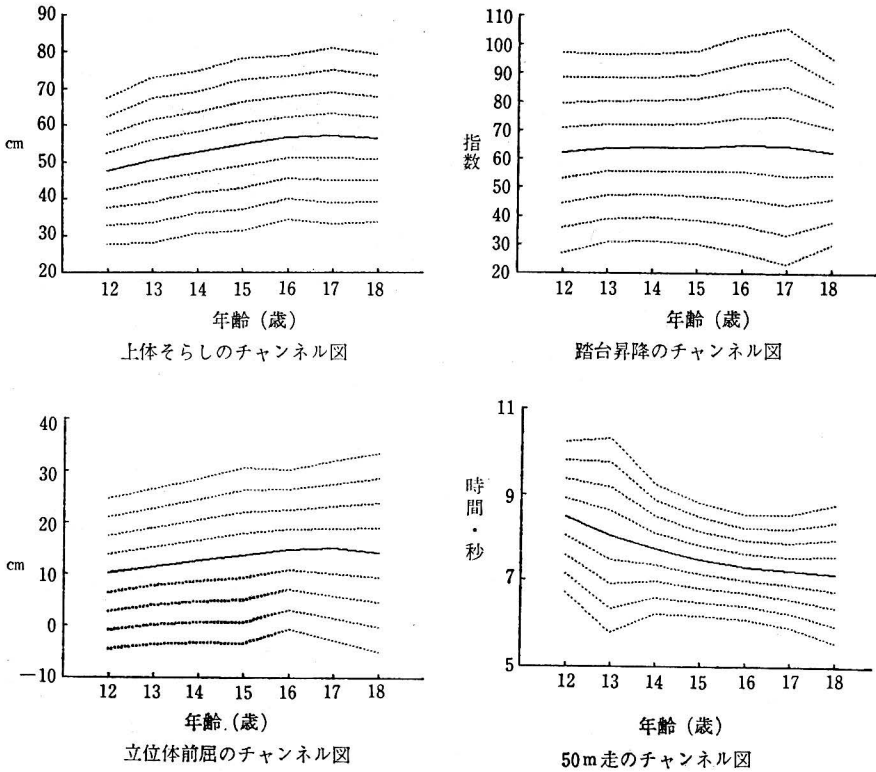 90
80
70
60
cm
50
40
30
20
12 13 14 15 16 17 18
年齢（歳）
上体そらしのチャンネル図
110
100
90
80
指数
70
60
50
40
30
20
12 13 14 15 16 17 18
年齢（歳）
踏台昇降のチャンネル図
40
30
20
cm
10
0
－10
12 13 14 15 16 17 18
年齢（歳）
立位体前屈のチャンネル図
11
9
時間・秒
7
5
12 13 14 15 16 17 18
年齢（歳）
50m走のチャンネル図